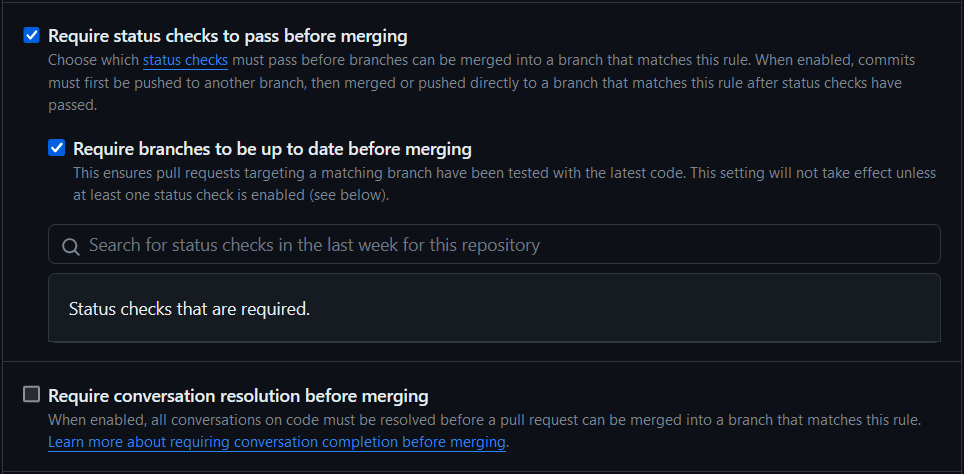 Require status checks to pass before merging
Choose which status checks must pass before branches can be merged into a branch that matches this rule. When enabled, commits
must first be pushed to another branch, then merged or pushed directly to a branch that matches this rule after status checks have
passed.
Require branches to be up to date before merging
This ensures pull requests targeting a matching branch have been tested with the latest code. This setting will not take effect unless
at least one status check is enabled (see below).
Search for status checks in the last week for this repository
Status checks that are required.
Require conversation resolution before merging
When enabled, all conversations on code must be resolved before a pull request can be merged into a branch that matches this rule.
Learn more about requiring conversation completion before merging.